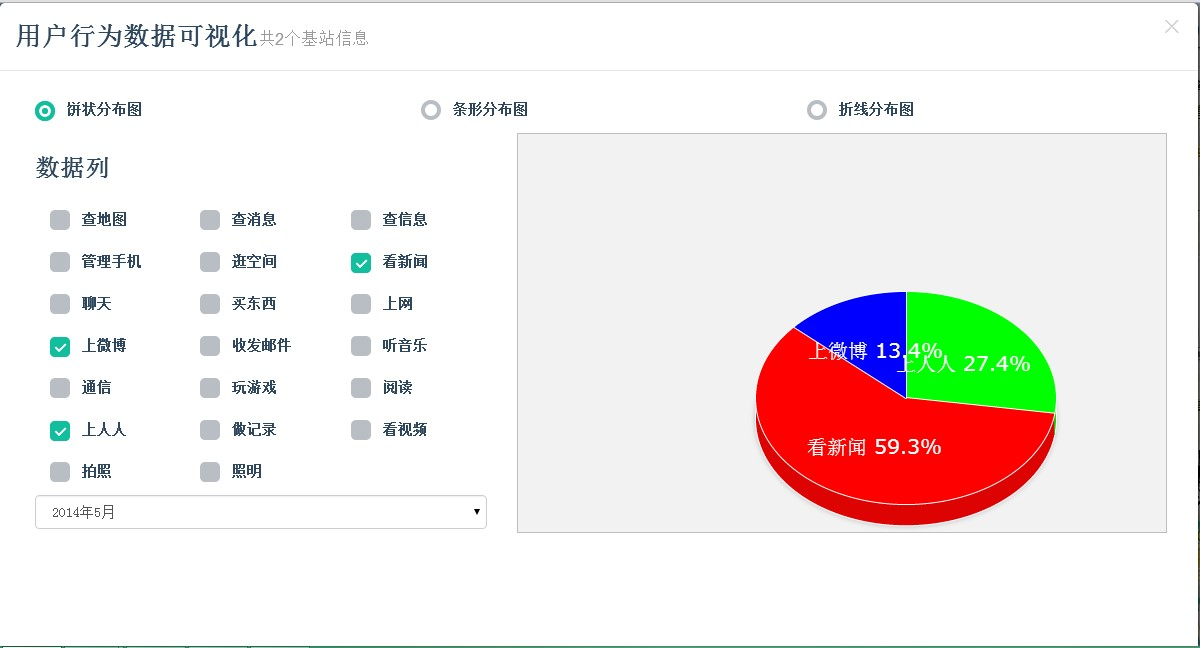 用户行为数据可视化共2个基站信息
饼状分布图 条形分布图 折线分布图
数据列
查地图 查消息 查信息
管理手机 逛空间 看新闻
聊天 买东西 上网
上微博 收发邮件 听音乐
通信 玩游戏 阅读
上人人 做记录 看视频
拍照 照明
2014年5月
上微博 13.4%
上人人 27.4%
看新闻 59.3%